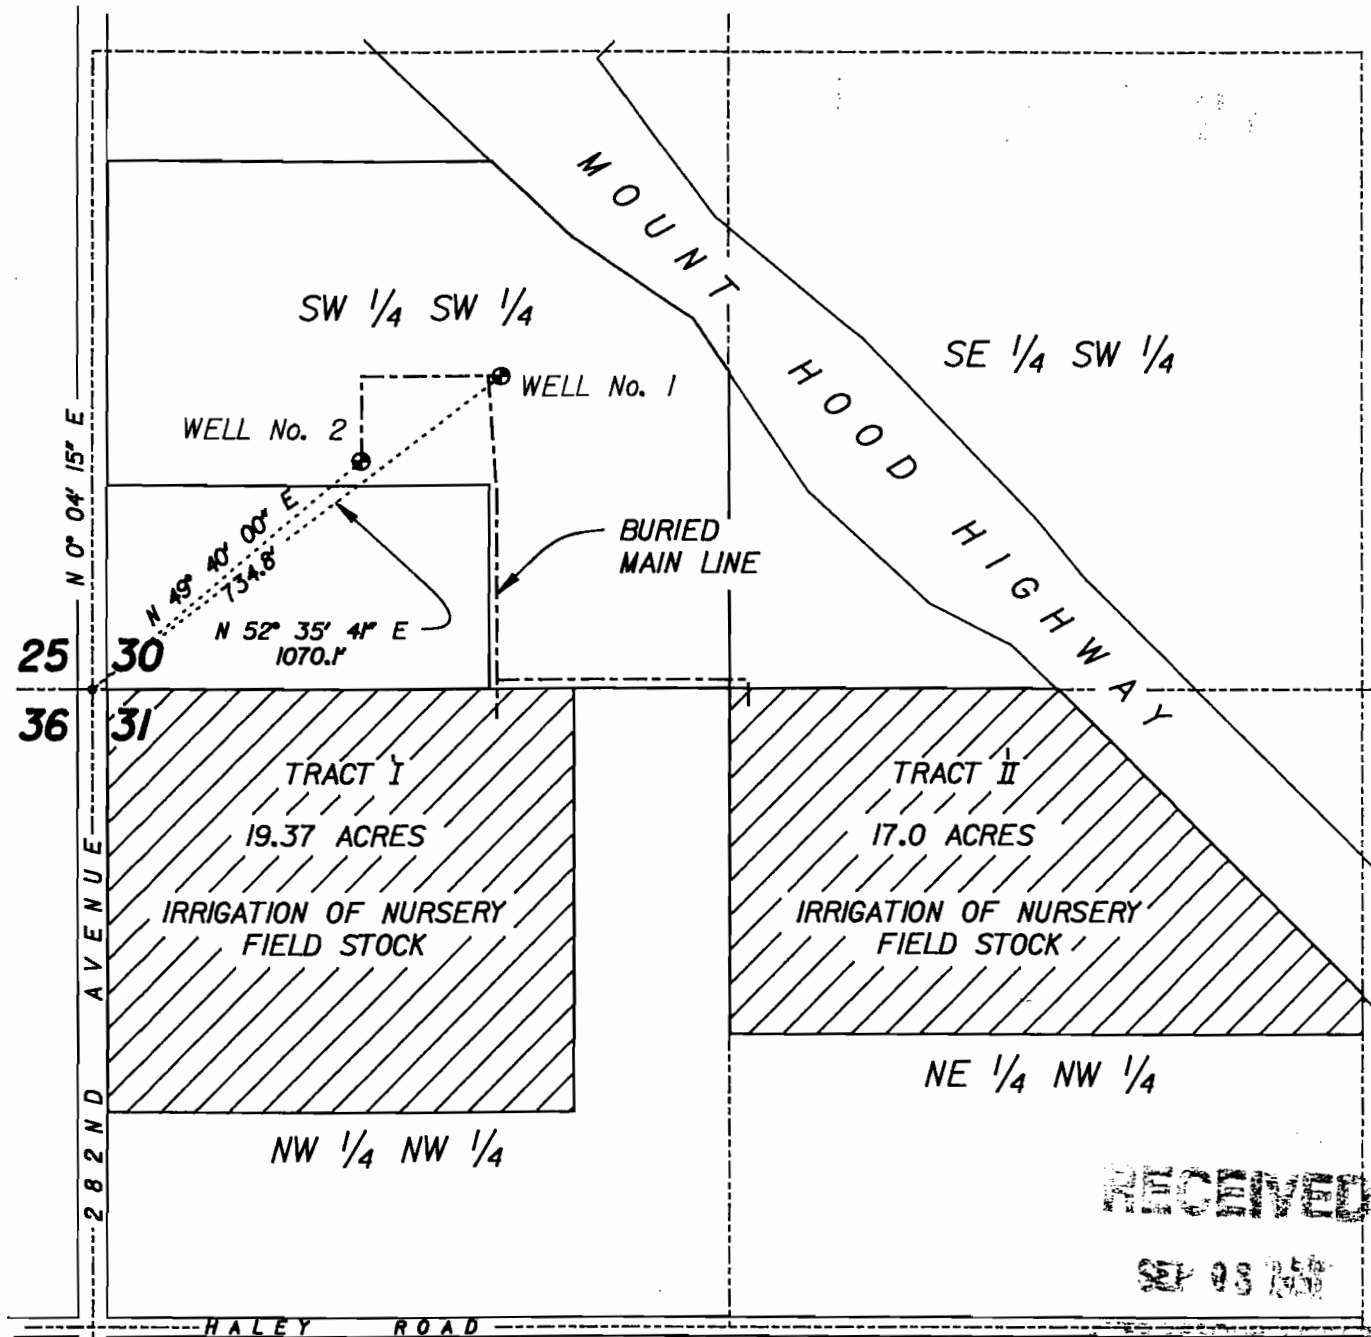 MOUNT HOOD HIGHWAY
SW 1/4 SW 1/4
SE 1/4 SW 1/4
WELL No. 1
WELL No. 2
N 0° 04' 15" E
BURIED
MAIN LINE
N 49° 40' 00" E
734.8'
N 52° 35' 41" E
1070.1'
25 30
36 31
TRACT I
19.37 ACRES
IRRIGATION OF NURSERY
FIELD STOCK
TRACT II
17.0 ACRES
IRRIGATION OF NURSERY
FIELD STOCK
282ND AVENUE
NE 1/4 NW 1/4
NW 1/4 NW 1/4
RECEIVED
SEP 03
HALEY ROAD